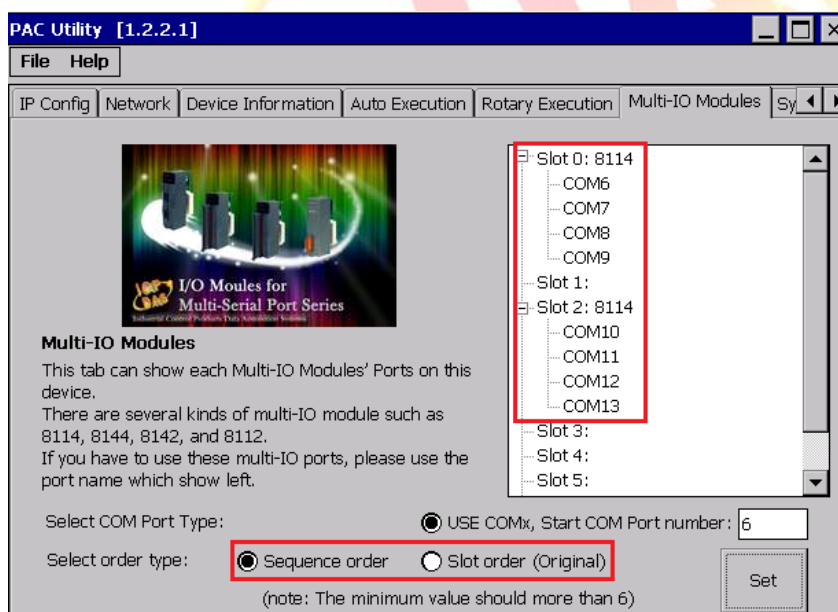 PAC Utility [1.2.2.1]
File Help
IP Config Network Device Information Auto Execution Rotary Execution Multi-IO Modules Sy
I/O Moules for
Multi-Serial Port Series
Industrial Control Products Data Acquisition Systems
Multi-IO Modules
This tab can show each Multi-IO Modules' Ports on this
device.
There are several kinds of multi-IO module such as
8114, 8144, 8142, and 8112.
If you have to use these multi-IO ports, please use the
port name which show left.
Slot 0: 8114
COM6
COM7
COM8
COM9
Slot 1:
Slot 2: 8114
COM10
COM11
COM12
COM13
Slot 3:
Slot 4:
Slot 5:
Select COM Port Type: USE COMx, Start COM Port number: 6
Select order type: Sequence order Slot order (Original)
Set
(note: The minimum value should more than 6)